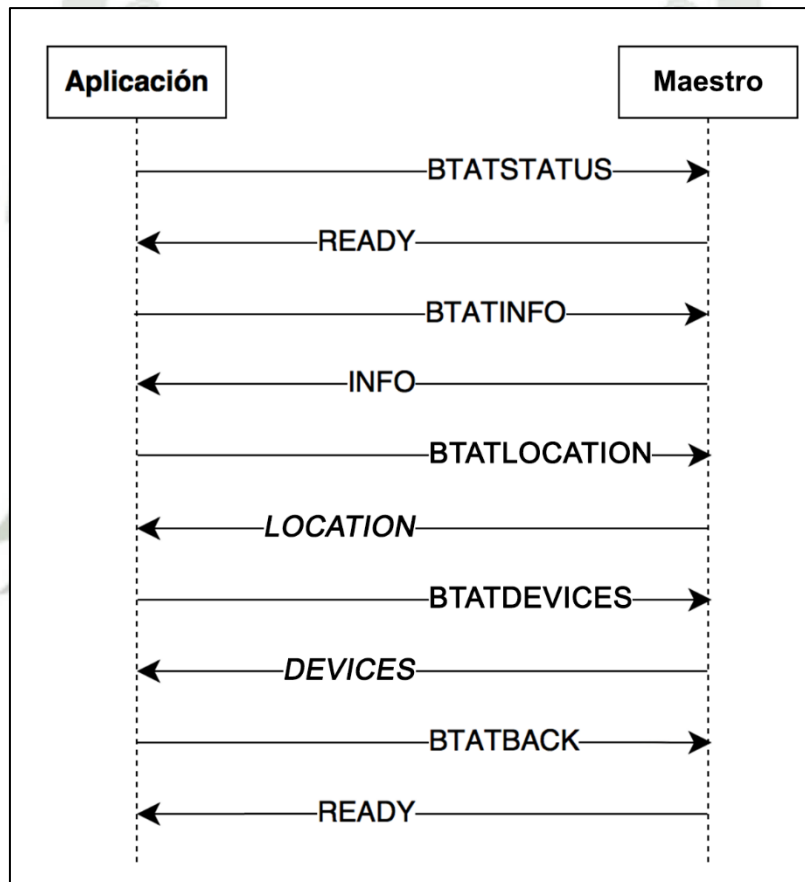 Aplicación
Maestro
BTATSTATUS
READY
BTATINFO
INFO
BTATLOCATION
LOCATION
BTATDEVICES
DEVICES
BTATBACK
READY